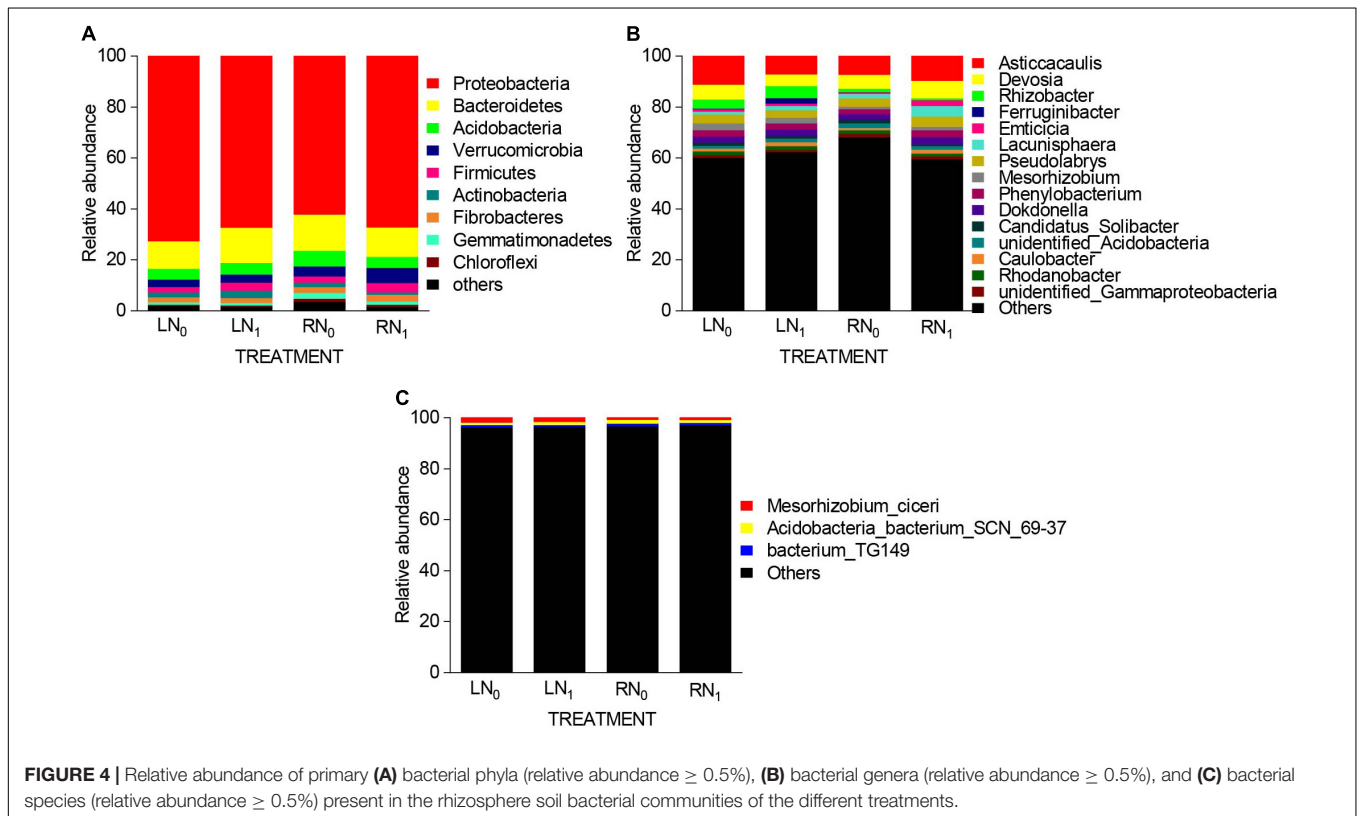 A
100
80
60
40
20
0
Relative abundance
LN0
LN1
RN0
RN1
TREATMENT
Proteobacteria
Bacteroidetes
Acidobacteria
Verrucomicrobia
Firmicutes
Actinobacteria
Fibrobacteres
Gemmatimonadetes
Chloroflexi
others
B
100
80
60
40
20
0
Relative abundance
LN0
LN1
RN0
RN1
TREATMENT
Asticcacaulis
Devosia
Rhizobacter
Ferruginibacter
Emticicia
Lacunisphaera
Pseudolabrys
Mesorhizobium
Phenylobacterium
Dokdonella
Candidatus_Solibacter
unidentified_Acidobacteria
Caulobacter
Rhodanobacter
unidentified_Gammaproteobacteria
Others
C
100
80
60
40
20
0
Relative abundance
LN0
LN1
RN0
RN1
TREATMENT
Mesorhizobium_ciceri
Acidobacteria_bacterium_SCN_69-37
bacterium_TG149
Others
FIGURE 4 | Relative abundance of primary (A) bacterial phyla (relative abundance ≥ 0.5%), (B) bacterial genera (relative abundance ≥ 0.5%), and (C) bacterial
species (relative abundance ≥ 0.5%) present in the rhizosphere soil bacterial communities of the different treatments.